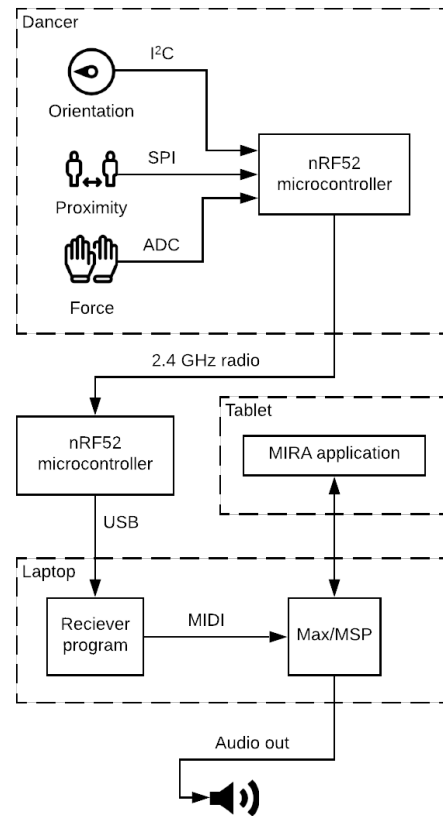 Dancer
I²C
Orientation
SPI
Proximity
ADC
Force
nRF52
microcontroller
2.4 GHz radio
nRF52
microcontroller
Tablet
MIRA application
USB
Laptop
Reciever
program
MIDI
Max/MSP
Audio out